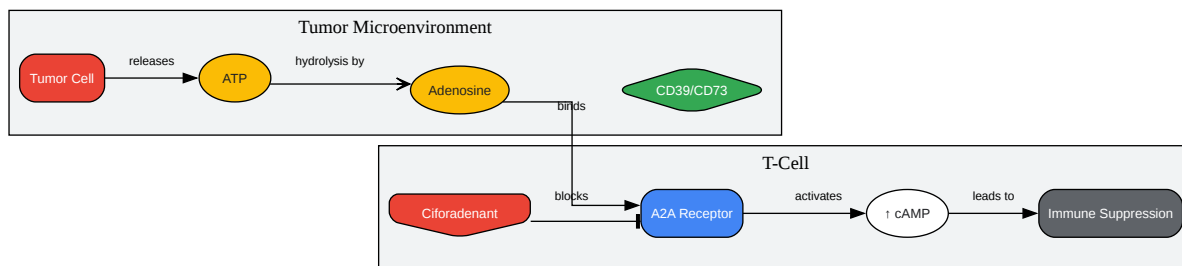 Tumor Microenvironment
Tumor Cell
releases
ATP
hydrolysis by
Adenosine
CD39/CD73
binds
T-Cell
Ciforadenant
blocks
A2A Receptor
activates
↑ cAMP
leads to
Immune Suppression